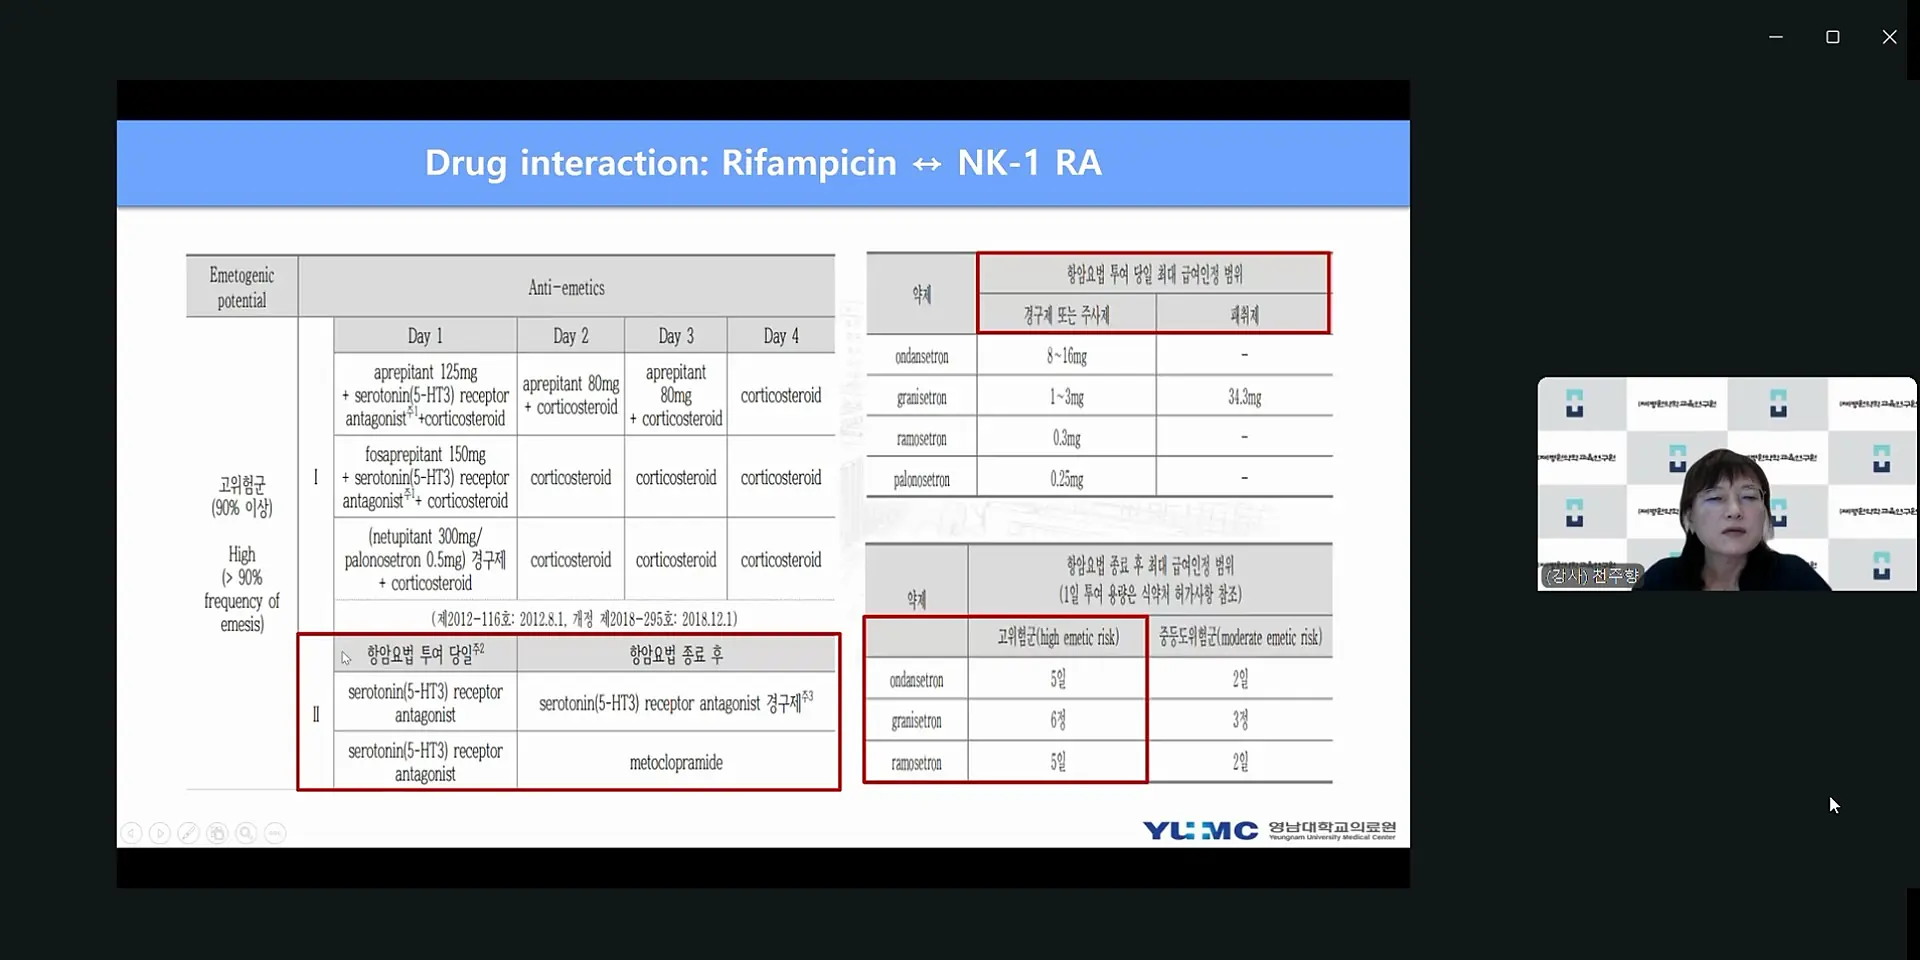 Drug interaction: Rifampicin ↔ NK-1 RA
Emetogenic
potential
Anti-emetics
Day 1
Day 2
Day 3
Day 4
고위험군
(90% 이상)
High
(> 90%
frequency of
emesis)
I
aprepitant 125mg
+ serotonin(5-HT3) receptor
antagonist주1+corticosteroid
aprepitant 80mg
+ corticosteroid
aprepitant
80mg
+ corticosteroid
corticosteroid
fosaprepitant 150mg
+ serotonin(5-HT3) receptor
antagonist주1+ corticosteroid
corticosteroid
corticosteroid
corticosteroid
(netupitant 300mg/
palonosetron 0.5mg) 경구제
+ corticosteroid
corticosteroid
corticosteroid
corticosteroid
(제2012-116호: 2012.8.1, 개정 제2018-295호: 2018.12.1)
II
항암요법 투여 당일주2
항암요법 종료 후
serotonin(5-HT3) receptor
antagonist
serotonin(5-HT3) receptor antagonist 경구제주3
serotonin(5-HT3) receptor
antagonist
metoclopramide
약제
항암요법 투여 당일 최대 급여인정 범위
경구제 또는 주사제
패취제
ondansetron
8~16mg
-
granisetron
1~3mg
34.3mg
ramosetron
0.3mg
-
palonosetron
0.25mg
-
약제
항암요법 종료 후 최대 급여인정 범위
(1일 투여 용량은 식약처 허가사항 참조)
고위험군(high emetic risk)
중등도위험군(moderate emetic risk)
ondansetron
5일
2일
granisetron
6정
3정
ramosetron
5일
2일
YUMC 영남대학교의료원
Yeungnam University Medical Center
(강사) 천주향